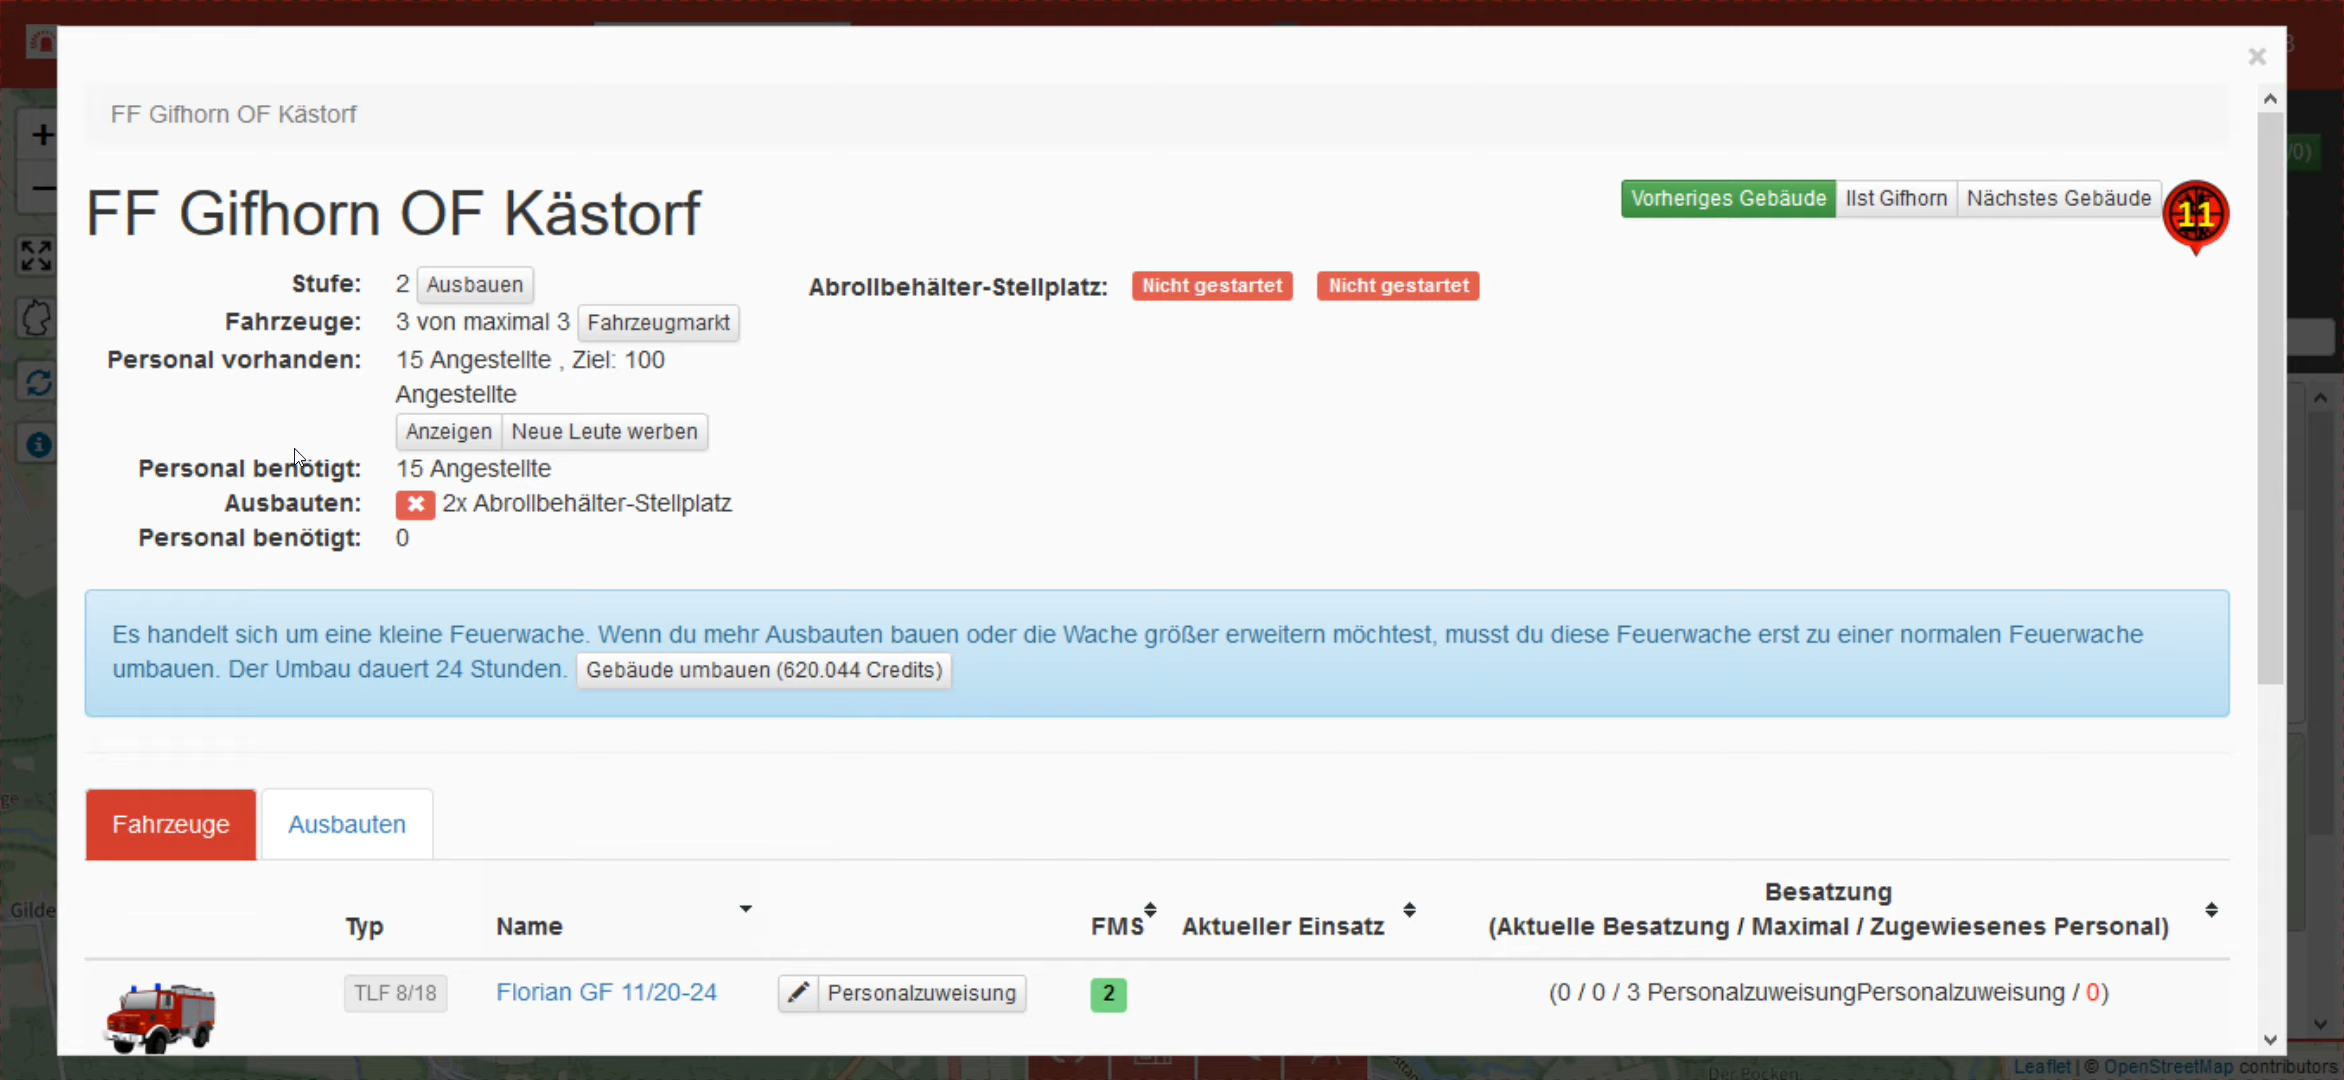 FF Gifhorn OF Kästorf
FF Gifhorn OF Kästorf
Vorheriges Gebäude
Ilst Gifhorn
Nächstes Gebäude
11
Stufe: 2 Ausbauen
Abrollbehälter-Stellplatz: Nicht gestartet Nicht gestartet
Fahrzeuge: 3 von maximal 3 Fahrzeugmarkt
Personal vorhanden: 15 Angestellte , Ziel: 100
Angestellte
Anzeigen Neue Leute werben
Personal benötigt: 15 Angestellte
Ausbauten: 2x Abrollbehälter-Stellplatz
Personal benötigt: 0
Es handelt sich um eine kleine Feuerwache. Wenn du mehr Ausbauten bauen oder die Wache größer erweitern möchtest, musst du diese Feuerwache erst zu einer normalen Feuerwache
umbauen. Der Umbau dauert 24 Stunden. Gebäude umbauen (620.044 Credits)
Fahrzeuge Ausbauten
Besatzung
Typ Name FMS Aktueller Einsatz (Aktuelle Besatzung / Maximal / Zugewiesenes Personal)
TLF 8/18 Florian GF 11/20-24 Personalzuweisung 2 (0 / 0 / 3 PersonalzuweisungPersonalzuweisung / 0)
Gilde
Der Pocken
Leaflet | © OpenStreetMap contributors